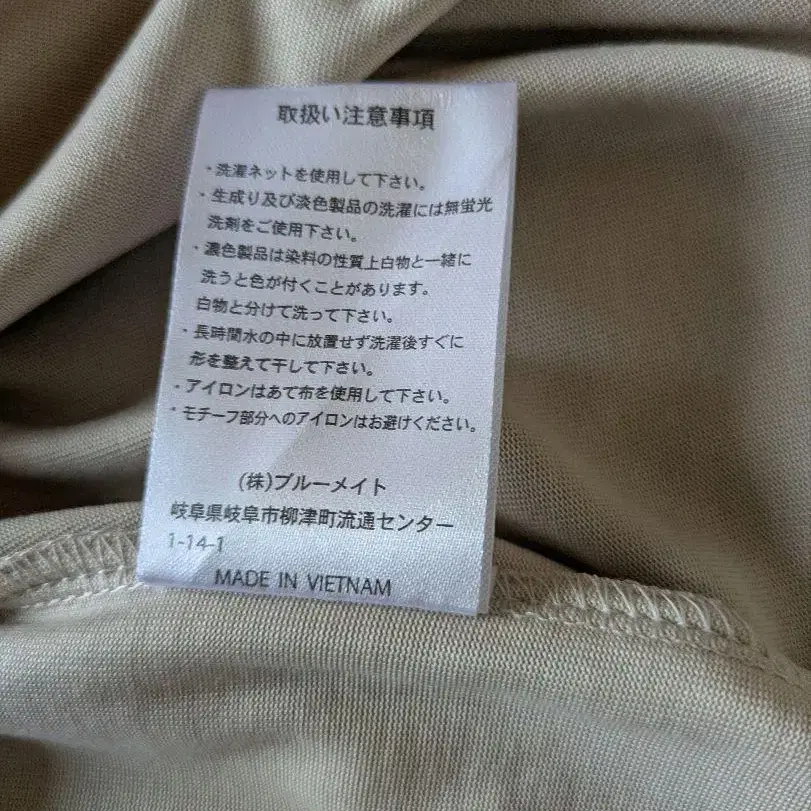 取扱い注意事項
・洗濯ネットを使用して下さい。
・生成り及び淡色製品の洗濯には無蛍光
洗剤をご使用下さい。
・濃色製品は染料の性質上白物と一緒に
洗うと色が付くことがあります。
白物と分けて洗って下さい。
・長時間水の中に放置せず洗濯後すぐに
形を整えて干して下さい。
・アイロンはあて布を使用して下さい。
・モチーフ部分へのアイロンはお避けください。
(株)ブルーメイト
岐阜県岐阜市柳津町流通センター
1-14-1
MADE IN VIETNAM